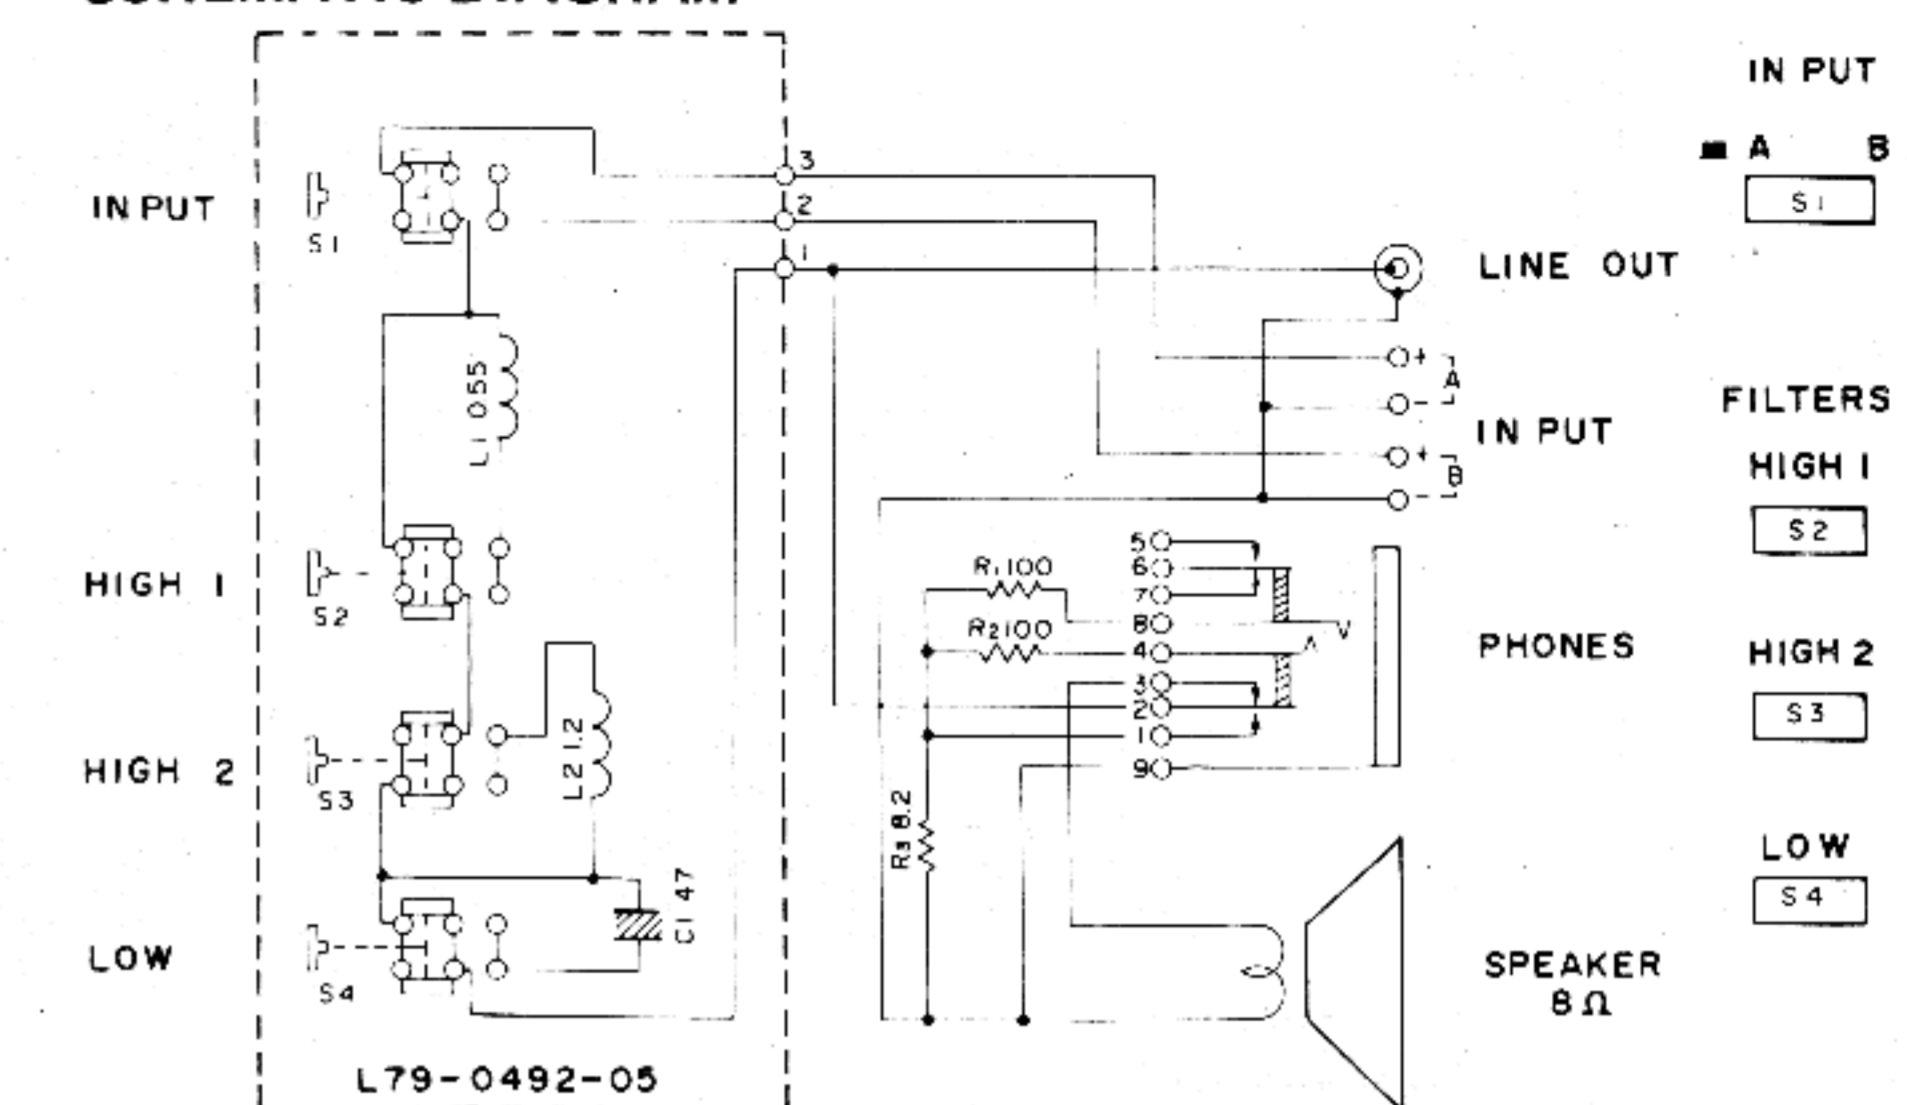 SCHEMATIC DIAGRAM
IN PUT
A B
S1
INPUT
S1
3
2
1
LINE OUT
L1 055
+
A
-
IN PUT
+
B
-
FILTERS
HIGH 1
S2
HIGH 1
S2
R1 100
R2 100
5
6
7
8
4
3
2
1
9
PHONES
HIGH 2
S3
HIGH 2
S3
L2 1.2
R3 8.2
LOW
S4
LOW
S4
C1 47
SPEAKER
8Ω
L79-0492-05